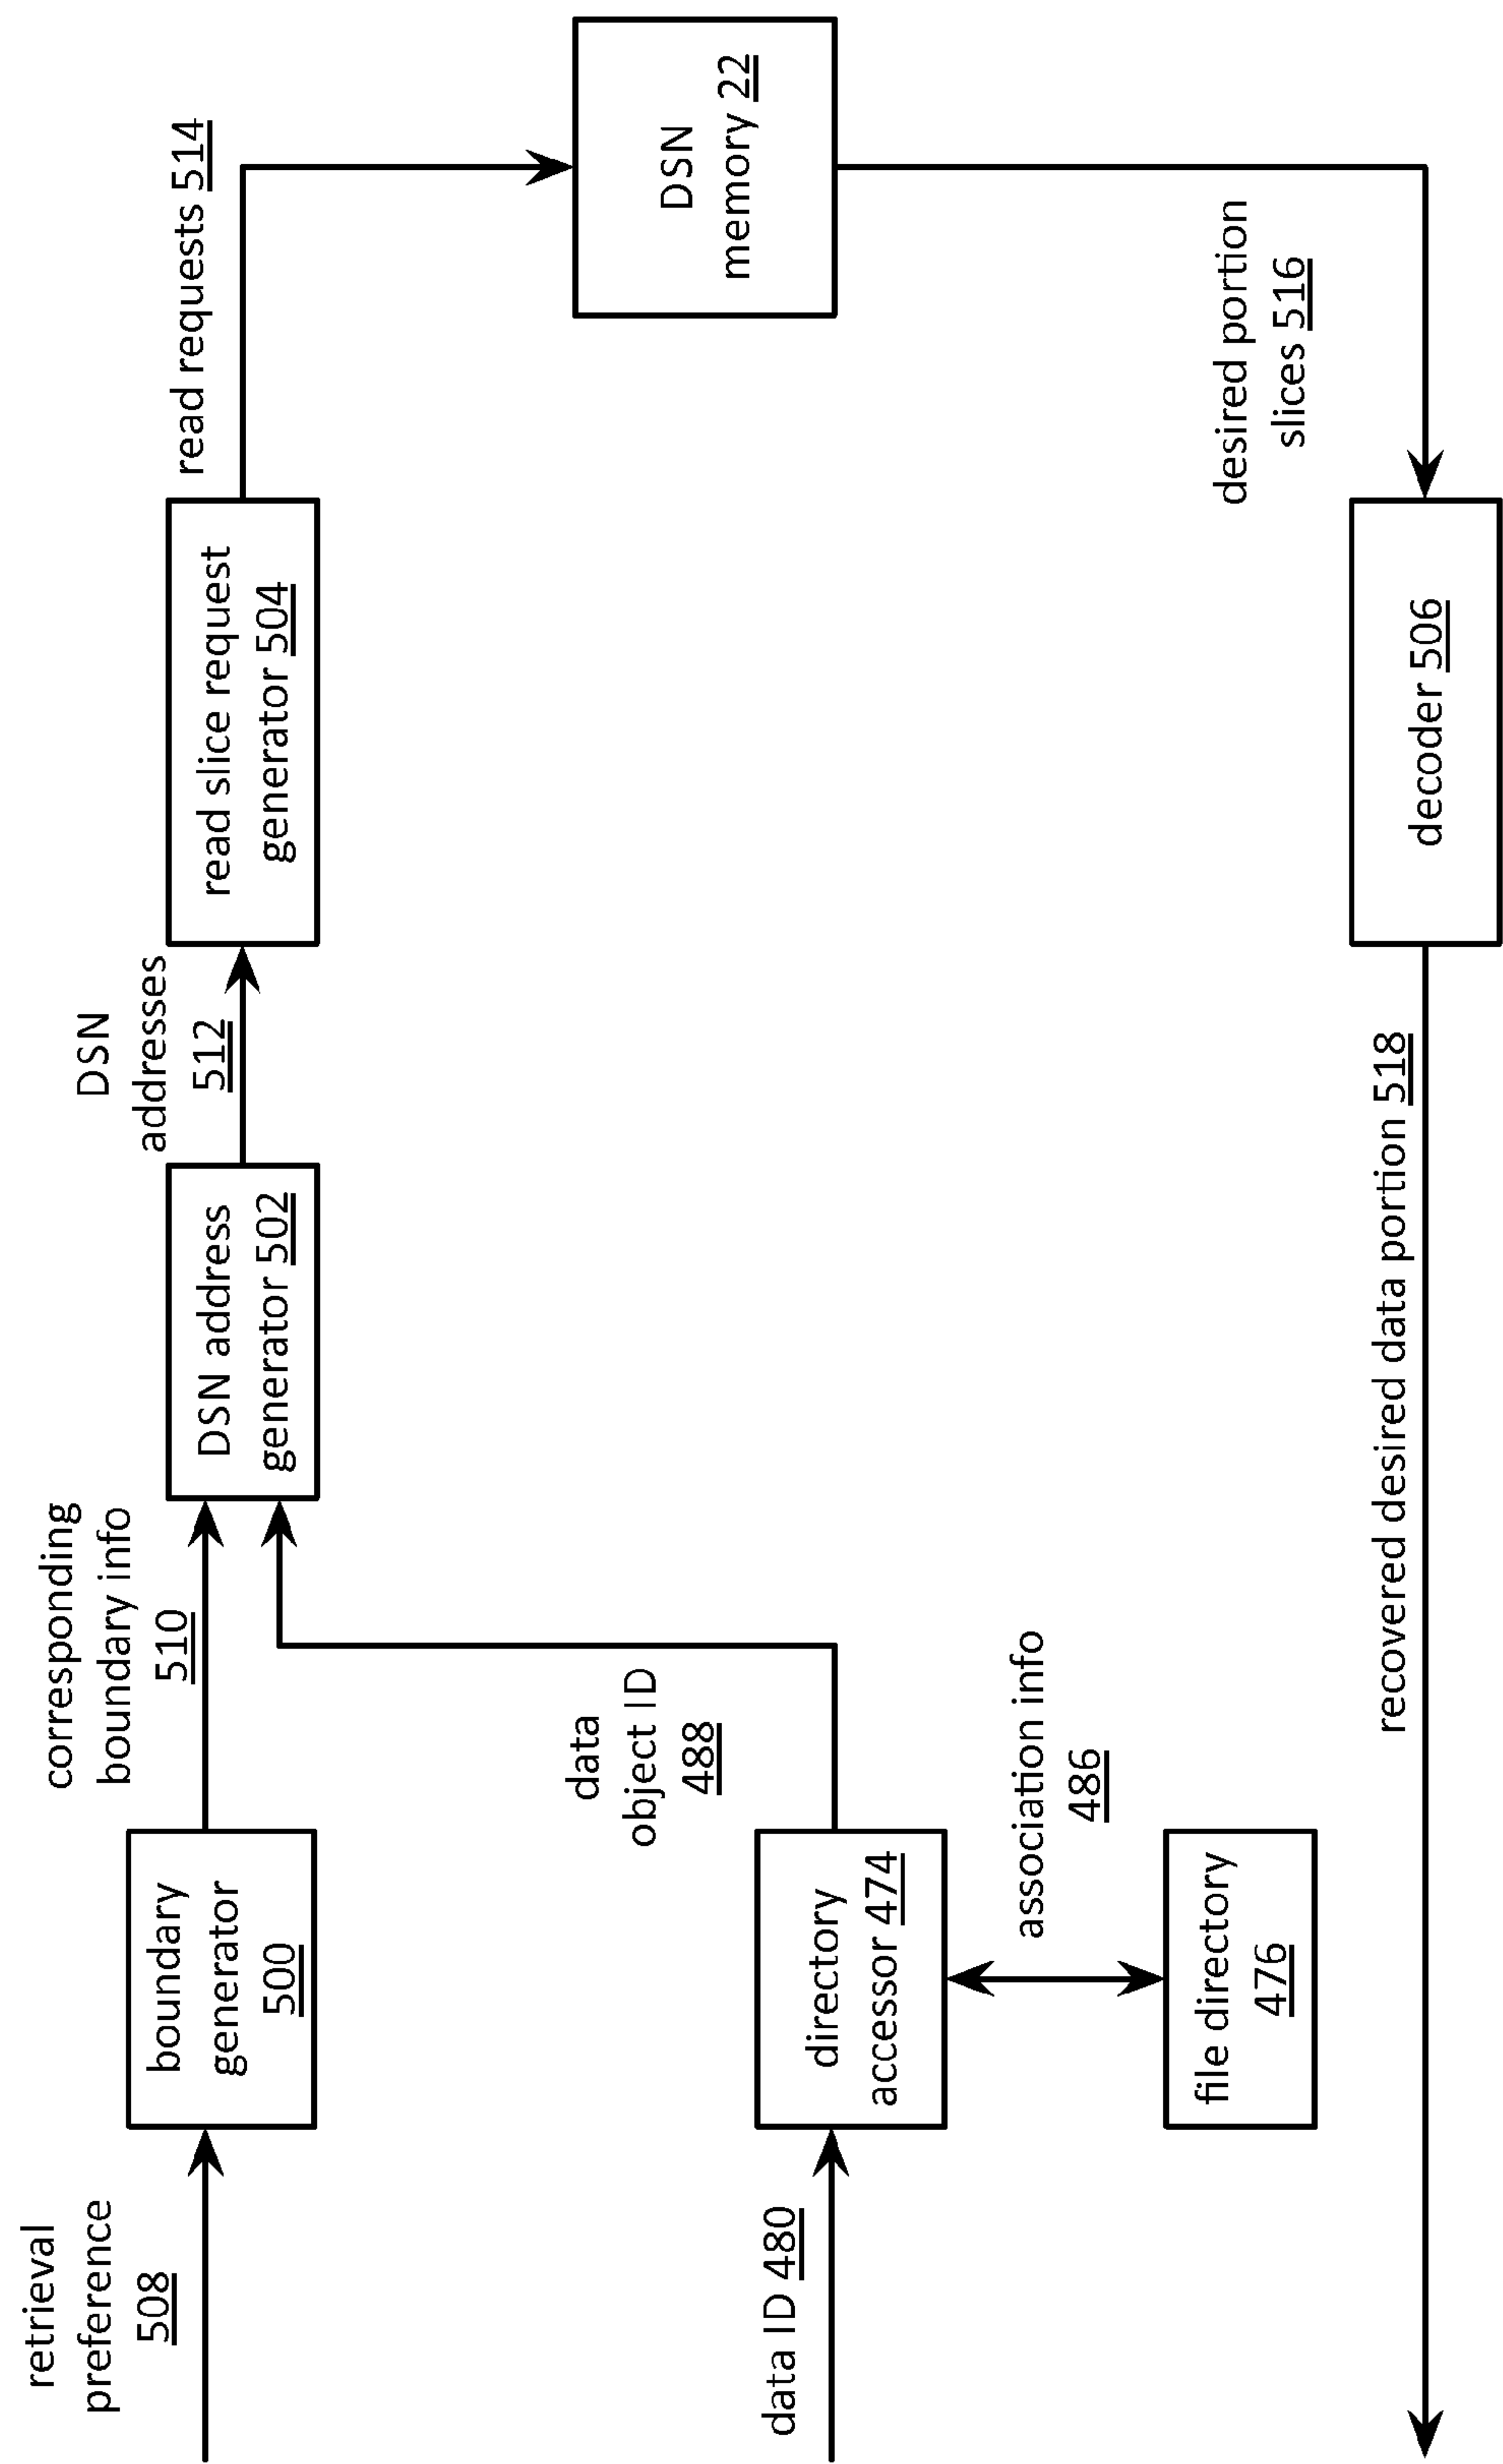 retrieval
preference
508
boundary
generator
500
corresponding
boundary info
510
DSN address
generator 502
DSN
addresses
512
read slice request
generator 504
read requests 514
DSN
memory 22
data ID 480
directory
accessor 474
data
object ID
488
association info
486
file directory
476
desired portion
slices 516
decoder 506
recovered desired data portion 518